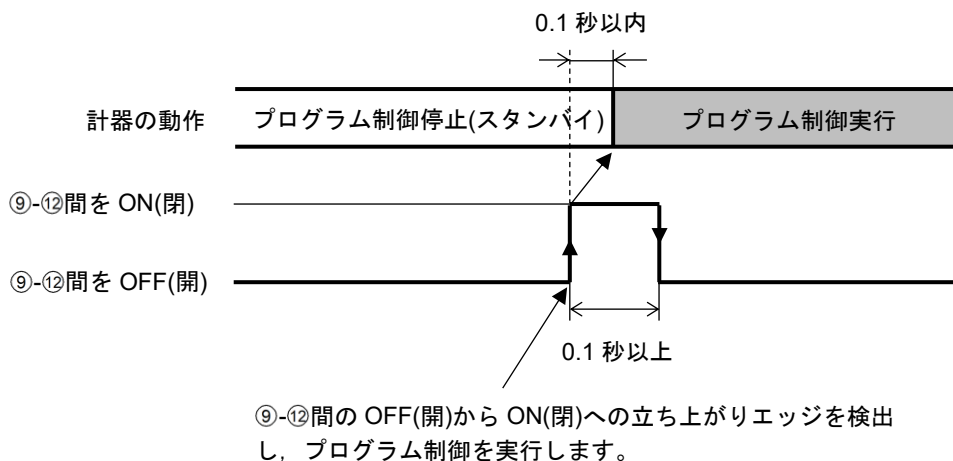 0.1 秒以内
計器の動作
プログラム制御停止(スタンバイ)
プログラム制御実行
⑨-⑫間を ON(閉)
⑨-⑫間を OFF(開)
0.1 秒以上
⑨-⑫間の OFF(開)から ON(閉)への立ち上がりエッジを検出
し，プログラム制御を実行します。